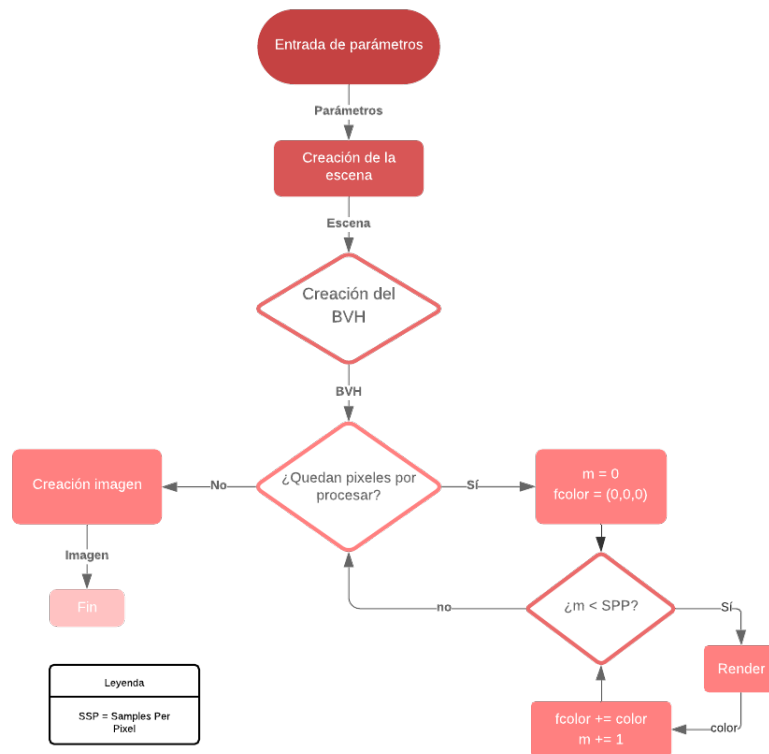 Entrada de parámetros
Parámetros
Creación de la
escena
Escena
Creación del
BVH
BVH
¿Quedan pixeles por
procesar?
No
Creación imagen
Imagen
Fin
Sí
m = 0
fcolor = (0,0,0)
¿m < SPP?
no
Sí
Render
color
fcolor += color
m += 1
Leyenda
SSP = Samples Per
Pixel